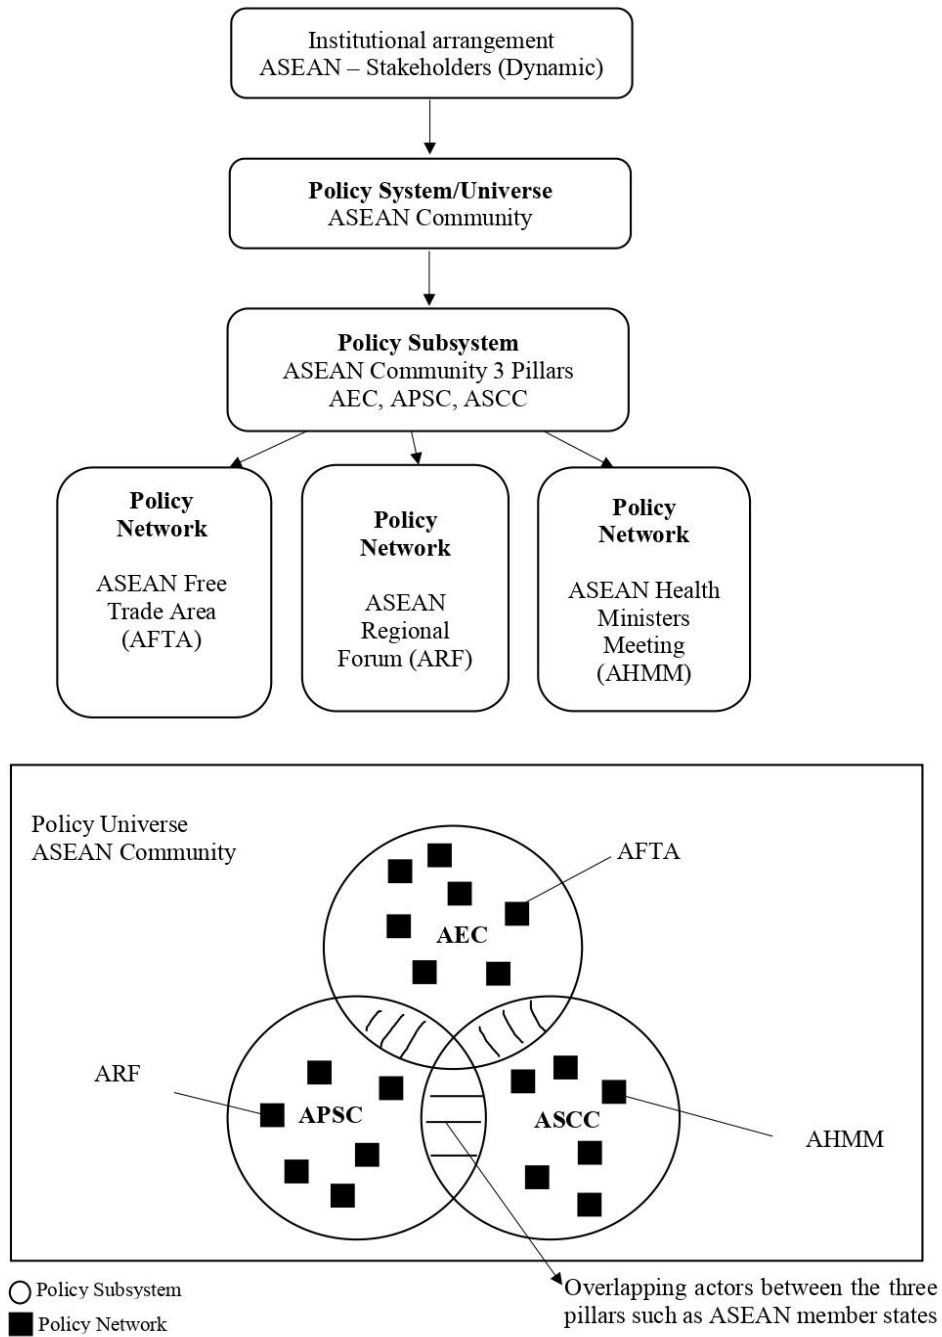 Institutional arrangement
ASEAN – Stakeholders (Dynamic)
Policy System/Universe
ASEAN Community
Policy Subsystem
ASEAN Community 3 Pillars
AEC, APSC, ASCC
Policy
Network
ASEAN Free
Trade Area
(AFTA)
Policy
Network
ASEAN
Regional
Forum (ARF)
Policy
Network
ASEAN Health
Ministers
Meeting
(AHMM)
Policy Universe
ASEAN Community
AFTA
AEC
ARF
APSC
ASCC
AHMM
Overlapping actors between the three
pillars such as ASEAN member states
Policy Subsystem
Policy Network